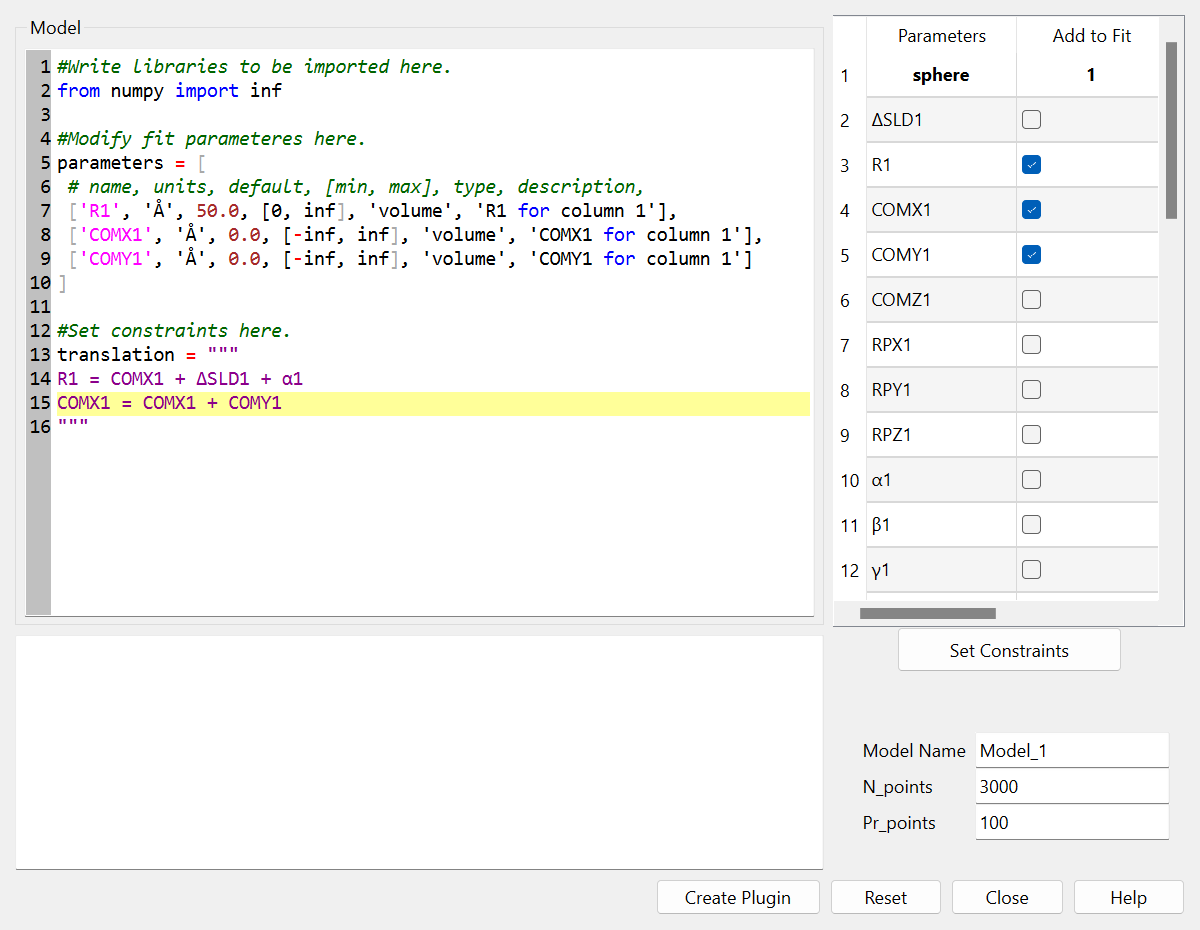 Model
1 #Write libraries to be imported here.
2 from numpy import inf
3
4 #Modify fit parameteres here.
5 parameters = [
6 # name, units, default, [min, max], type, description,
7 ['R1', 'Å', 50.0, [0, inf], 'volume', 'R1 for column 1'],
8 ['COMX1', 'Å', 0.0, [-inf, inf], 'volume', 'COMX1 for column 1'],
9 ['COMY1', 'Å', 0.0, [-inf, inf], 'volume', 'COMY1 for column 1']
10 ]
11
12 #Set constraints here.
13 translation = """
14 R1 = COMX1 + ΔSLD1 + α1
15 COMX1 = COMX1 + COMY1
16 """
Parameters Add to Fit
1 sphere 1
2 ΔSLD1
3 R1
4 COMX1
5 COMY1
6 COMZ1
7 RPX1
8 RPY1
9 RPZ1
10 α1
11 β1
12 γ1
Set Constraints
Model Name Model_1
N_points 3000
Pr_points 100
Create Plugin Reset Close Help